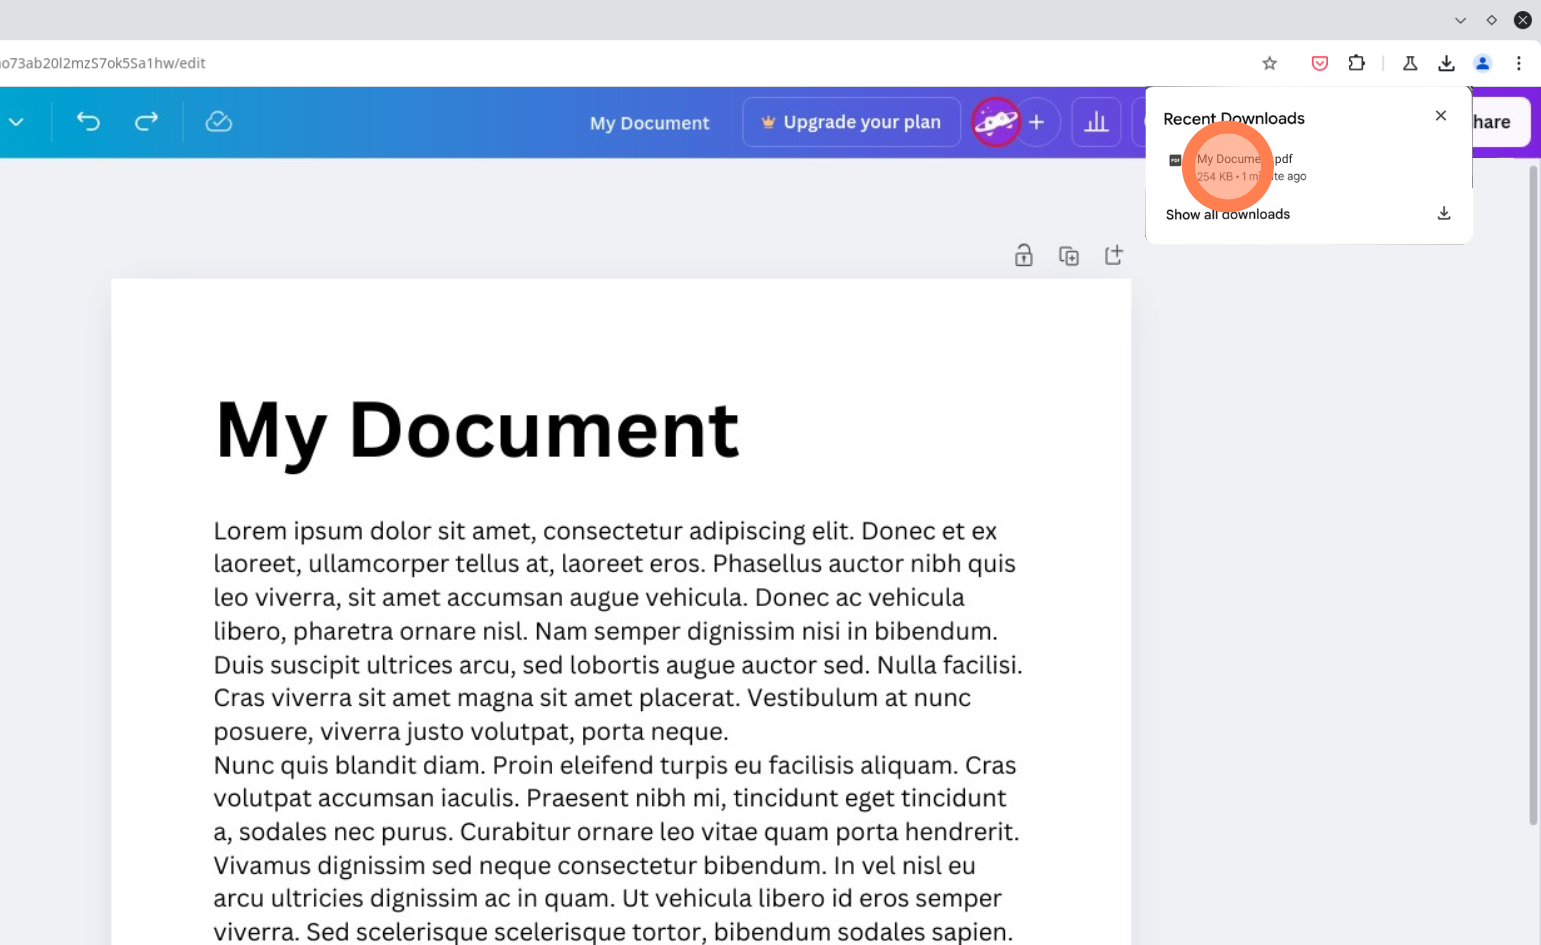 o73ab20l2mzS7ok5Sa1hw/edit
My Document
Upgrade your plan
hare
Recent Downloads
PDF
My Docume pdf
254 KB • 1 minute ago
Show all downloads
My Document
Lorem ipsum dolor sit amet, consectetur adipiscing elit. Donec et ex
laoreet, ullamcorper tellus at, laoreet eros. Phasellus auctor nibh quis
leo viverra, sit amet accumsan augue vehicula. Donec ac vehicula
libero, pharetra ornare nisl. Nam semper dignissim nisi in bibendum.
Duis suscipit ultrices arcu, sed lobortis augue auctor sed. Nulla facilisi.
Cras viverra sit amet magna sit amet placerat. Vestibulum at nunc
posuere, viverra justo volutpat, porta neque.
Nunc quis blandit diam. Proin eleifend turpis eu facilisis aliquam. Cras
volutpat accumsan iaculis. Praesent nibh mi, tincidunt eget tincidunt
a, sodales nec purus. Curabitur ornare leo vitae quam porta hendrerit.
Vivamus dignissim sed neque consectetur bibendum. In vel nisl eu
arcu ultricies dignissim ac in quam. Ut vehicula libero id eros semper
viverra. Sed scelerisque scelerisque tortor, bibendum sodales sapien.